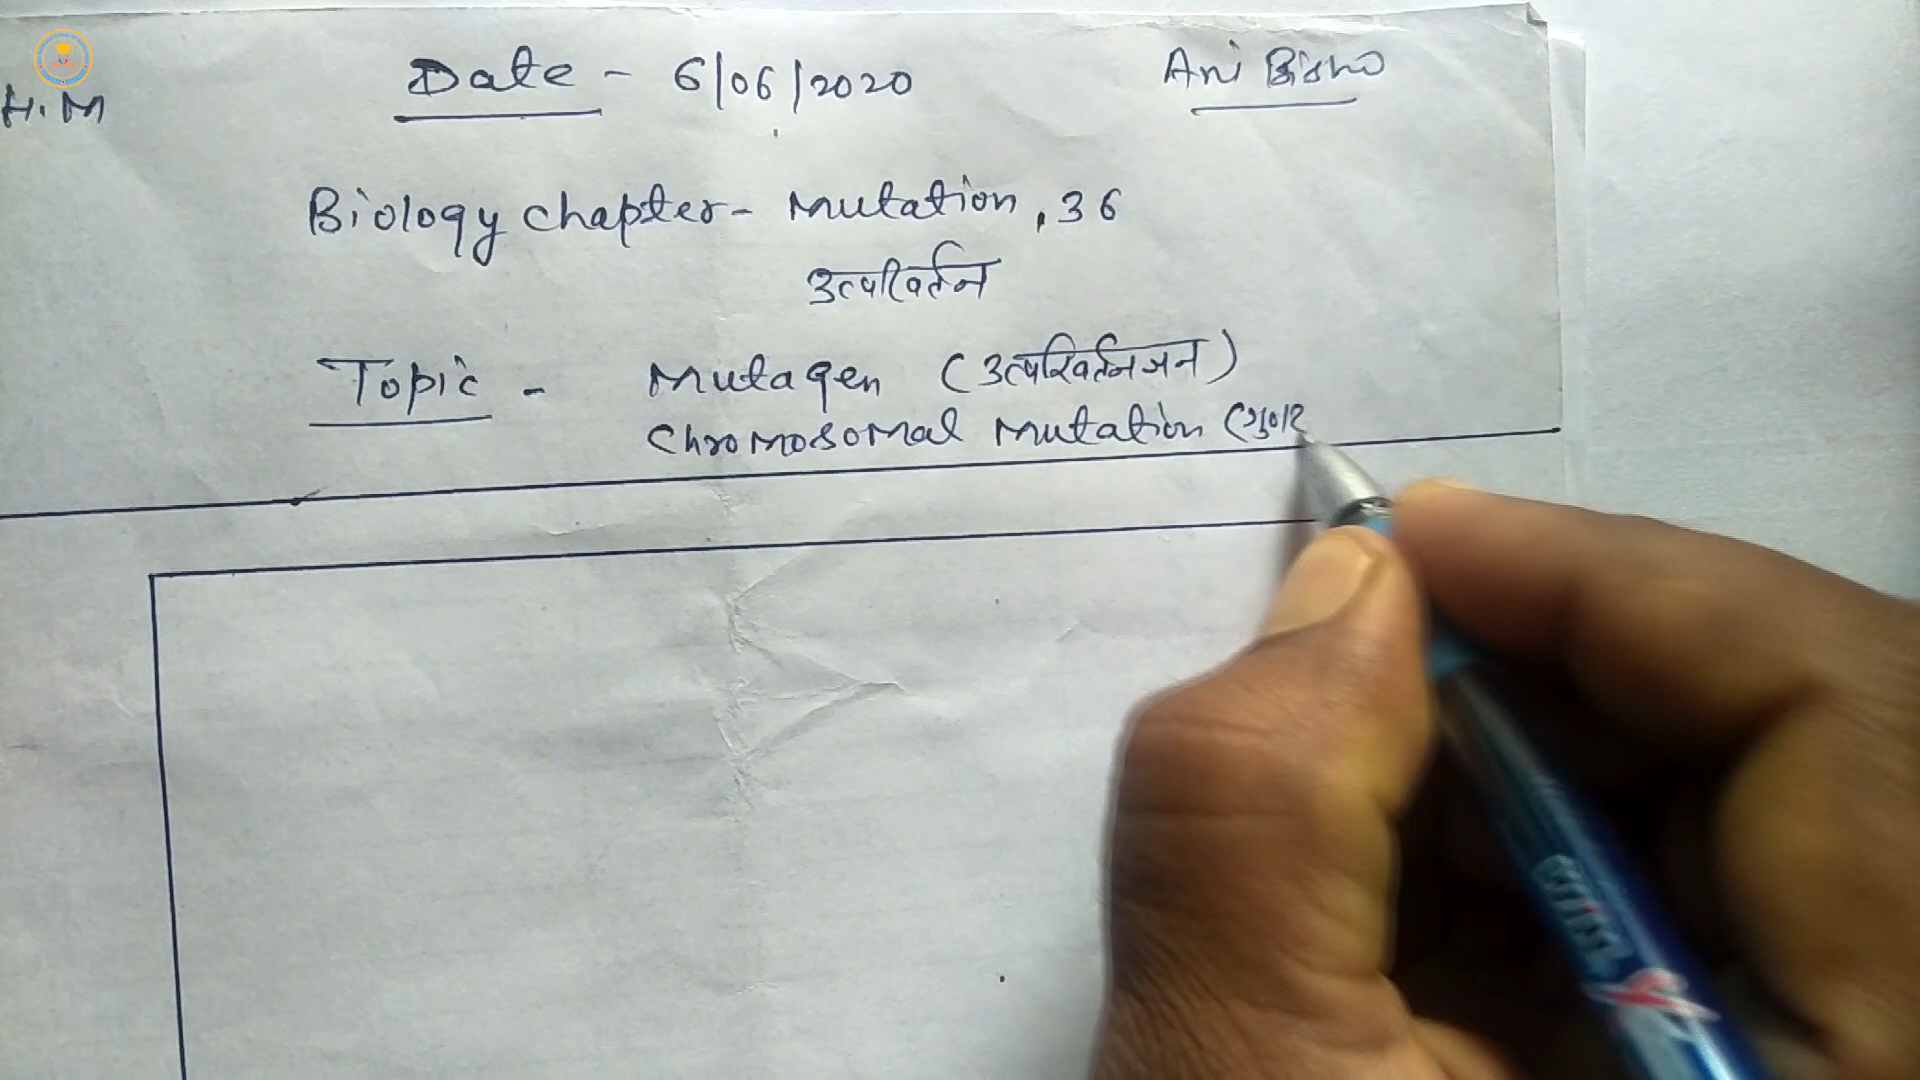 H.M
Date - 6/06/2020
Ani Bisho
Biology chapter - Mutation, 36
उत्परिवर्तन
Topic - Mutagen (उत्परिवर्तनजन)
Chromosomal Mutation (गुणसू